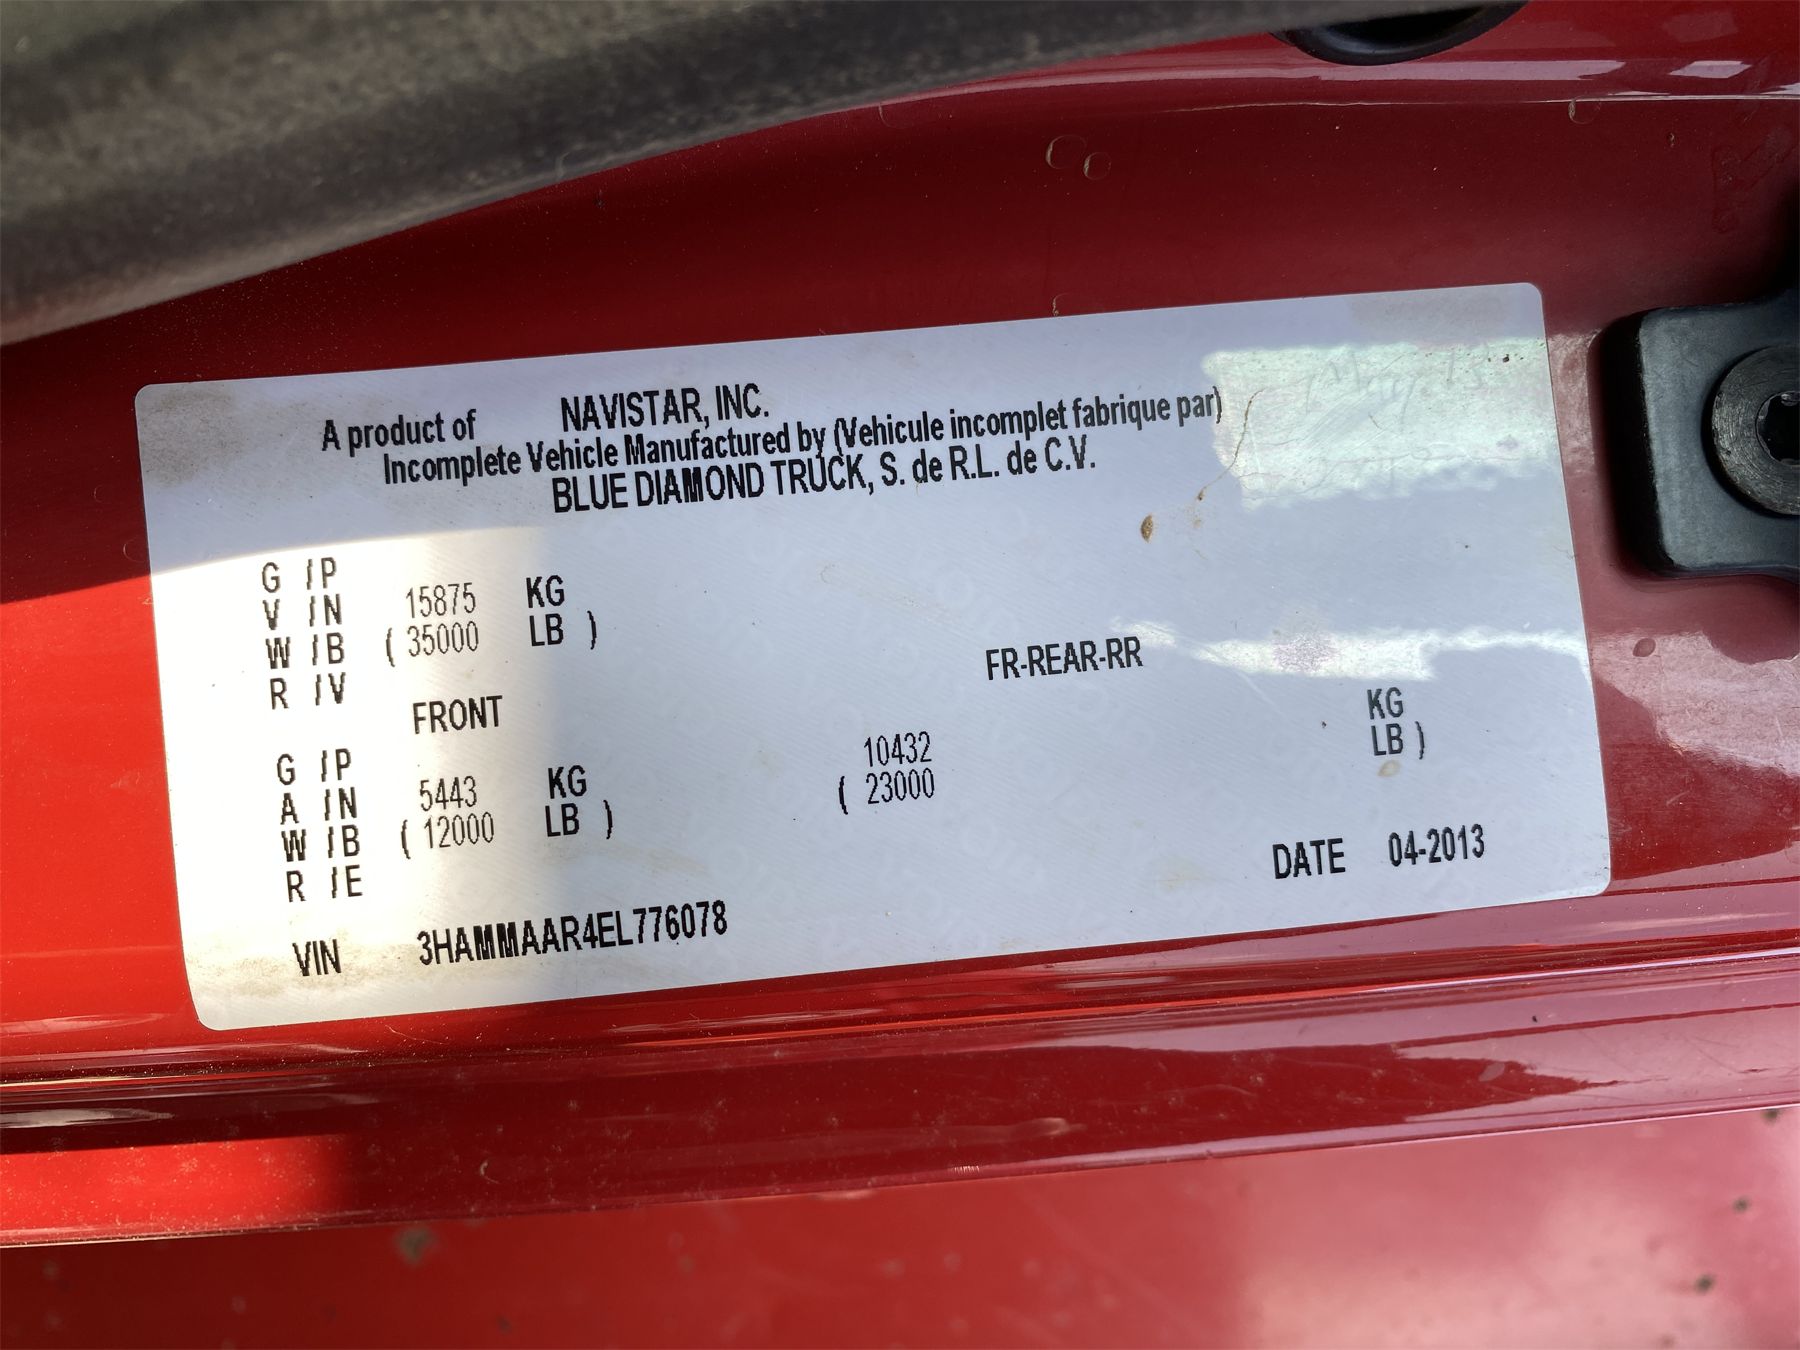 A product of NAVISTAR, INC.
Incomplete Vehicle Manufactured by (Vehicule incomplet fabrique par)
BLUE DIAMOND TRUCK, S. de R.L. de C.V.
G / P
V / N 15875 KG
W / B ( 35000 LB )
R / V
FRONT FR-REAR-RR
G / P
A / N 5443 KG 10432 KG
W / B ( 12000 LB ) ( 23000 LB )
R / E
DATE 04-2013
VIN 3HAMMAAR4EL776078